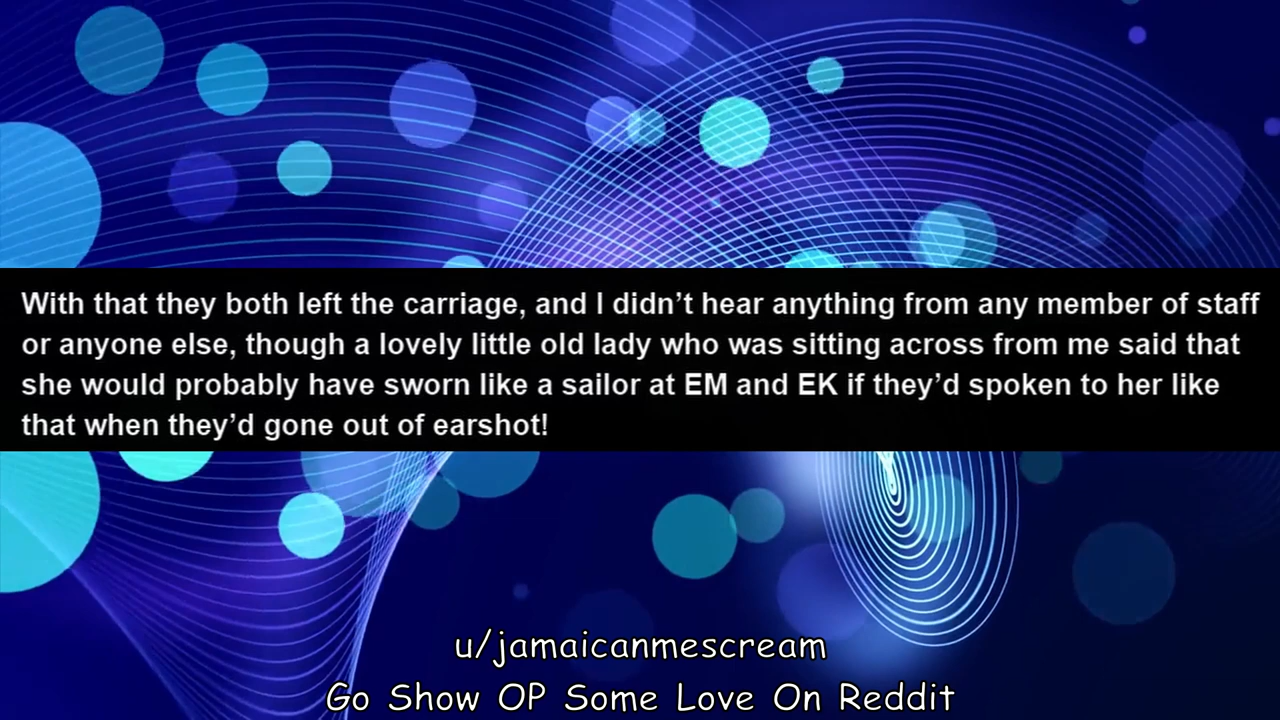 With that they both left the carriage, and I didn’t hear anything from any member of staff
or anyone else, though a lovely little old lady who was sitting across from me said that
she would probably have sworn like a sailor at EM and EK if they’d spoken to her like
that when they’d gone out of earshot!
u/jamaicanmescream
Go Show OP Some Love On Reddit